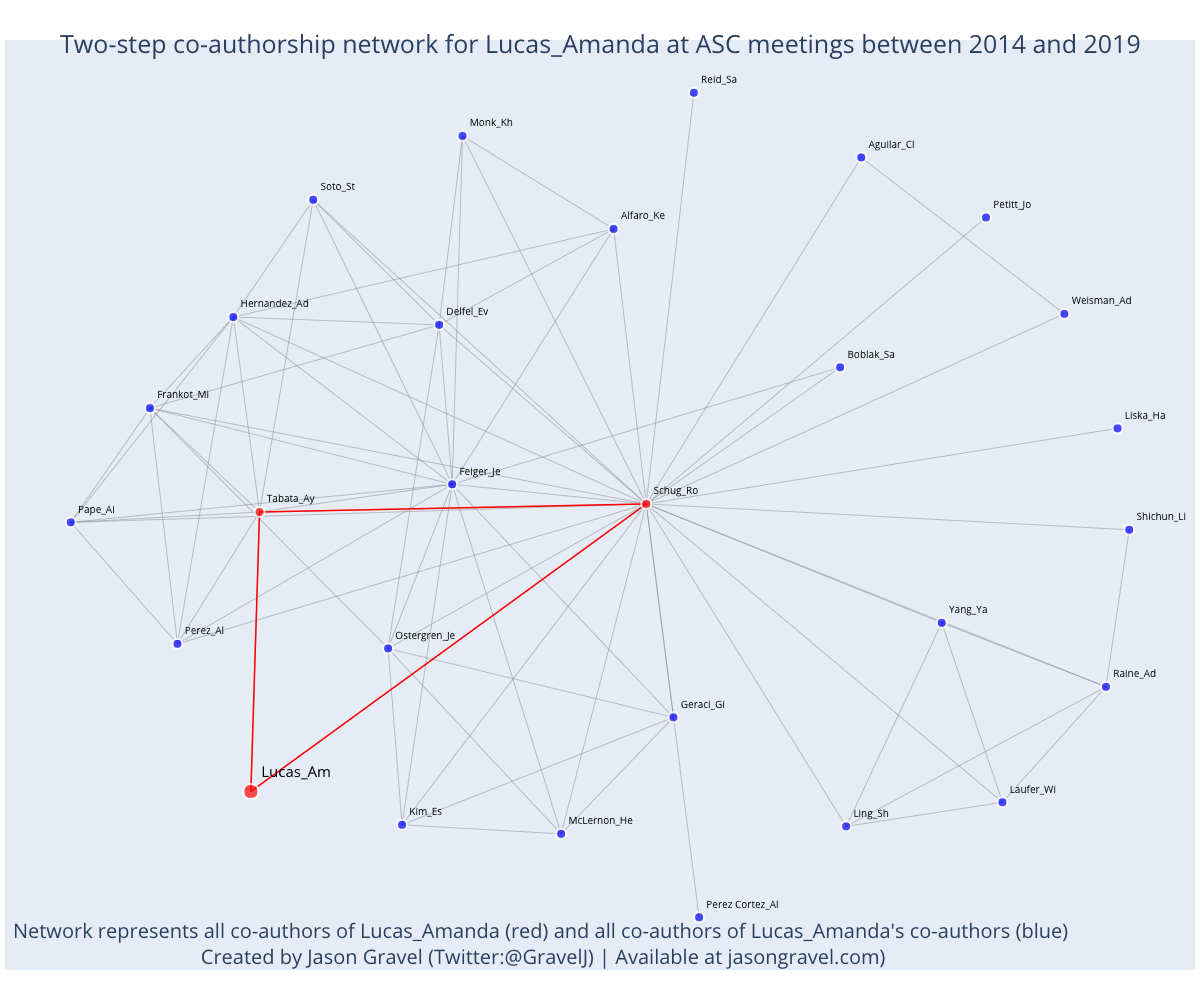 Two-step co-authorship network for Lucas_Amanda at ASC meetings between 2014 and 2019
Reid_Sa
Monk_Kh
Aguilar_Cl
Soto_St
Petitt_Jo
Alfaro_Ke
Hernandez_Ad
Weisman_Ad
Delfel_Ev
Boblak_Sa
Frankot_Mi
Liska_Ha
Feiger_Je
Schug_Ro
Tabata_Ay
Pape_Ai
Shichun_Li
Yang_Ya
Perez_Al
Ostergren_Je
Raine_Ad
Geraci_Gi
Lucas_Am
Laufer_Wi
Kim_Es
Ling_Sh
McLernon_He
Perez Cortez_Al
Network represents all co-authors of Lucas_Amanda (red) and all co-authors of Lucas_Amanda's co-authors (blue)
Created by Jason Gravel (Twitter:@GravelJ) | Available at jasongravel.com)